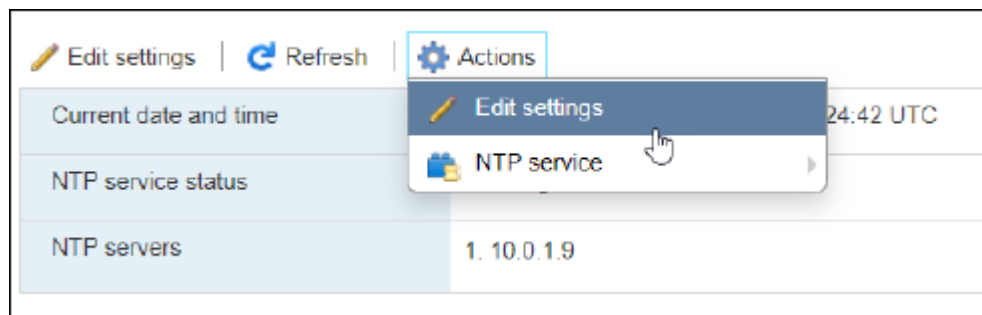 Edit settings Refresh Actions
Current date and time Edit settings 24:42 UTC
NTP service status NTP service
NTP servers 1. 10.0.1.9